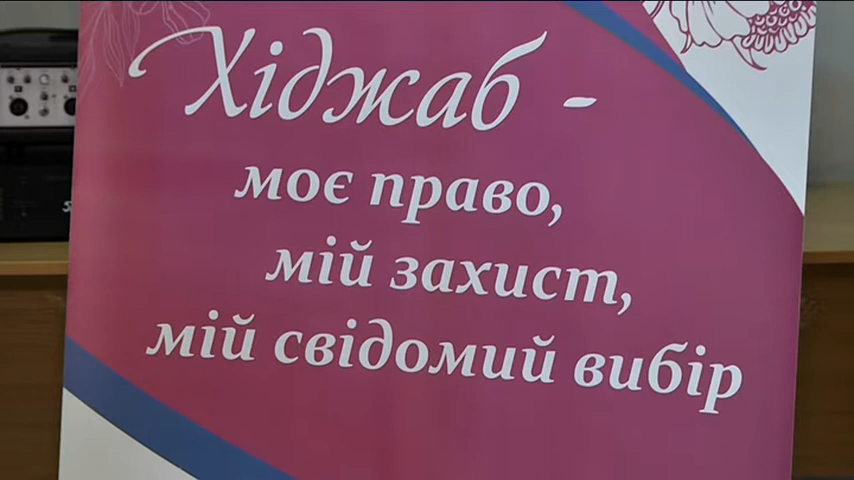 Хіджаб -
моє право,
мій захист,
мій свідомий вибір